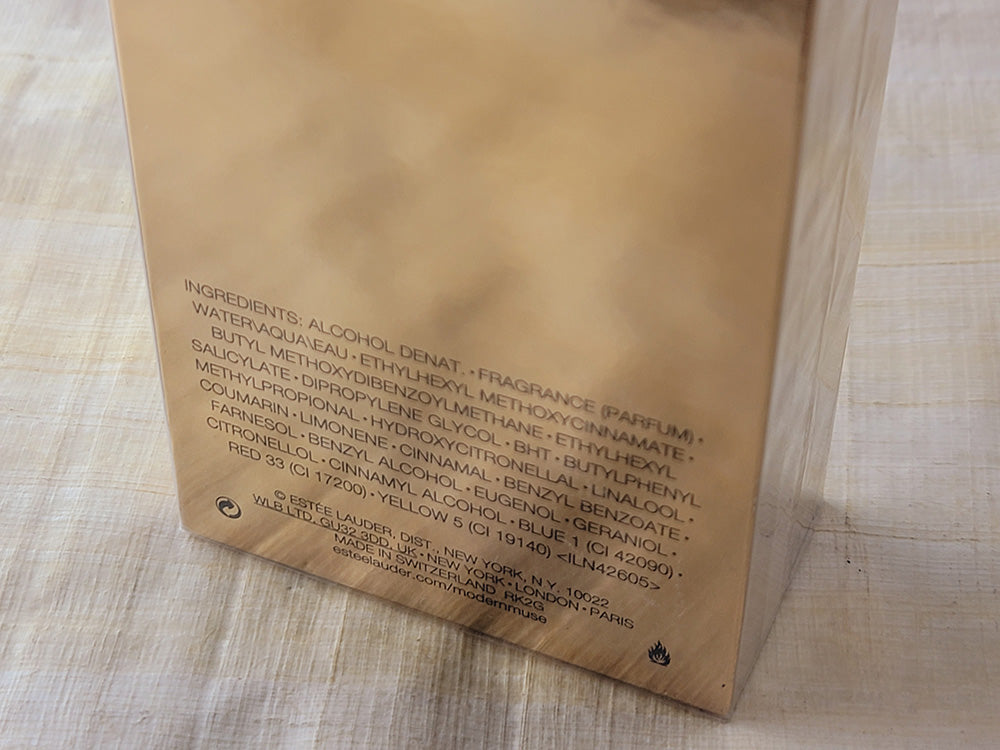 INGREDIENTS: ALCOHOL DENAT. • FRAGRANCE (PARFUM) •
WATER\AQUA\EAU • ETHYLHEXYL METHOXYCINNAMATE •
BUTYL METHOXYDIBENZOYLMETHANE • ETHYLHEXYL
SALICYLATE • DIPROPYLENE GLYCOL • BHT • BUTYLPHENYL
METHYLPROPIONAL • HYDROXYCITRONELLAL • LINALOOL •
COUMARIN • LIMONENE • CINNAMAL • BENZYL BENZOATE •
FARNESOL • BENZYL ALCOHOL • EUGENOL • GERANIOL •
CITRONELLOL • CINNAMYL ALCOHOL • BLUE 1 (CI 42090) •
RED 33 (CI 17200) • YELLOW 5 (CI 19140) <ILN42605>
© ESTĒE LAUDER, DIST., NEW YORK, N.Y. 10022
WLB LTD, GU32 3DD, UK • NEW YORK • LONDON • PARIS
MADE IN SWITZERLAND RK2G
esteelauder.com/modernmuse